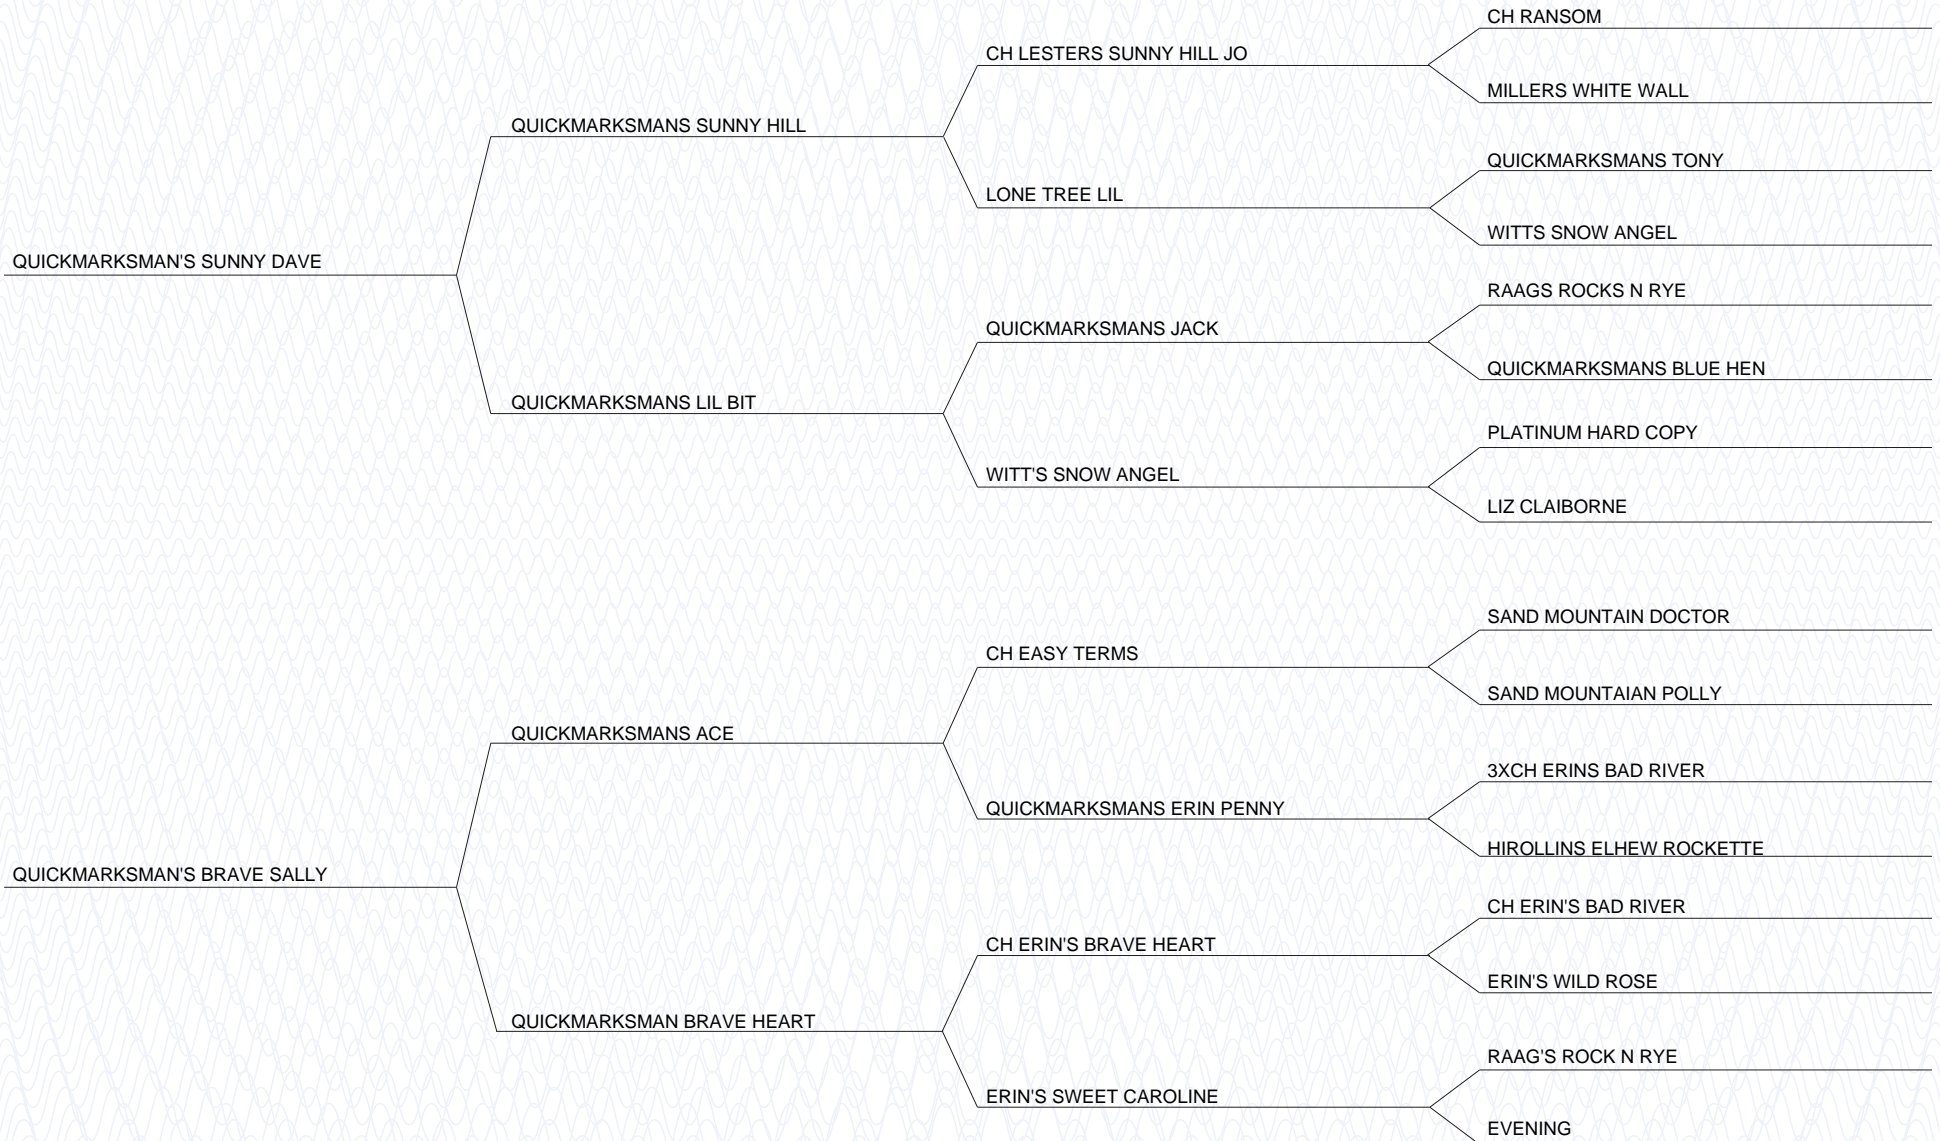 CH RANSOM
CH LESTERS SUNNY HILL JO
MILLERS WHITE WALL
QUICKMARKSMANS SUNNY HILL
QUICKMARKSMANS TONY
LONE TREE LIL
WITTS SNOW ANGEL
QUICKMARKSMAN'S SUNNY DAVE
RAAGS ROCKS N RYE
QUICKMARKSMANS JACK
QUICKMARKSMANS BLUE HEN
QUICKMARKSMANS LIL BIT
PLATINUM HARD COPY
WITT'S SNOW ANGEL
LIZ CLAIBORNE
SAND MOUNTAIN DOCTOR
CH EASY TERMS
SAND MOUNTAIAN POLLY
QUICKMARKSMANS ACE
3XCH ERINS BAD RIVER
QUICKMARKSMANS ERIN PENNY
HIROLLINS ELHEW ROCKETTE
QUICKMARKSMAN'S BRAVE SALLY
CH ERIN'S BAD RIVER
CH ERIN'S BRAVE HEART
ERIN'S WILD ROSE
QUICKMARKSMAN BRAVE HEART
RAAG'S ROCK N RYE
ERIN'S SWEET CAROLINE
EVENING